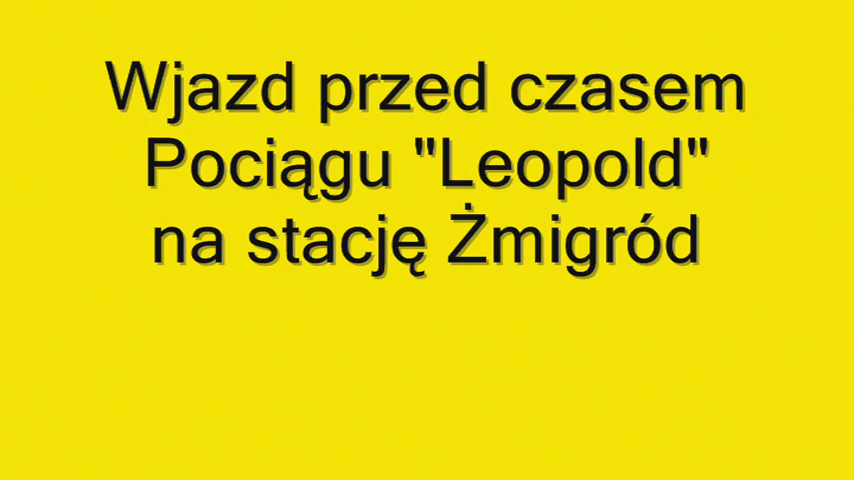 Wjazd przed czasem
Pociągu "Leopold"
na stację Żmigród